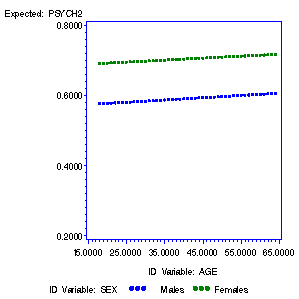 Expected: PSYCH2
0.8000
0.6000
0.4000
0.2000
15.0000 25.0000 35.0000 45.0000 55.0000 65.0000
ID Variable: AGE
ID Variable: SEX Males Females